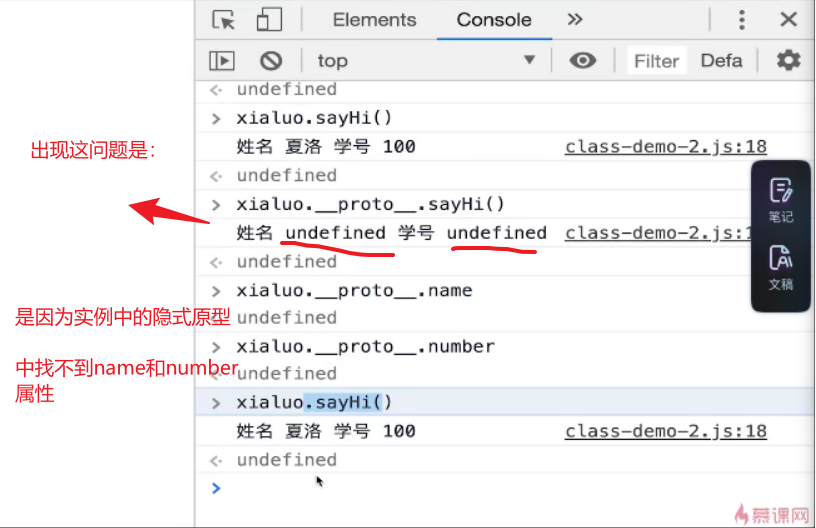 Elements Console »
top Filter Defa
undefined
xialuo.sayHi()
出现这问题是：
姓名 夏洛 学号 100 class-demo-2.js:18
undefined
笔记
xialuo.__proto__.sayHi()
姓名 undefined 学号 undefined class-demo-2.js:1
undefined
文稿
xialuo.__proto__.name
是因为实例中的隐式原型
undefined
xialuo.__proto__.number
中找不到name和number
undefined
属性
xialuo.sayHi()
姓名 夏洛 学号 100 class-demo-2.js:18
undefined
慕课网